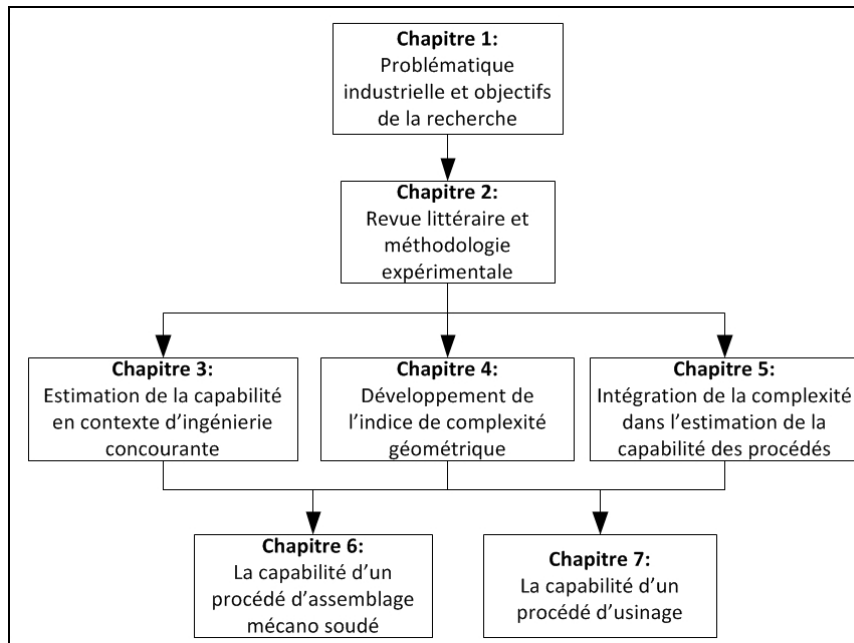 Chapitre 1:
Problématique
industrielle et objectifs
de la recherche
Chapitre 2:
Revue littéraire et
méthodologie
expérimentale
Chapitre 3:
Estimation de la capabilité
en contexte d'ingénierie
concourante
Chapitre 4:
Développement de
l'indice de complexité
géométrique
Chapitre 5:
Intégration de la complexité
dans l'estimation de la
capabilité des procédés
Chapitre 6:
La capabilité d'un
procédé d'assemblage
mécano soudé
Chapitre 7:
La capabilité d'un
procédé d'usinage